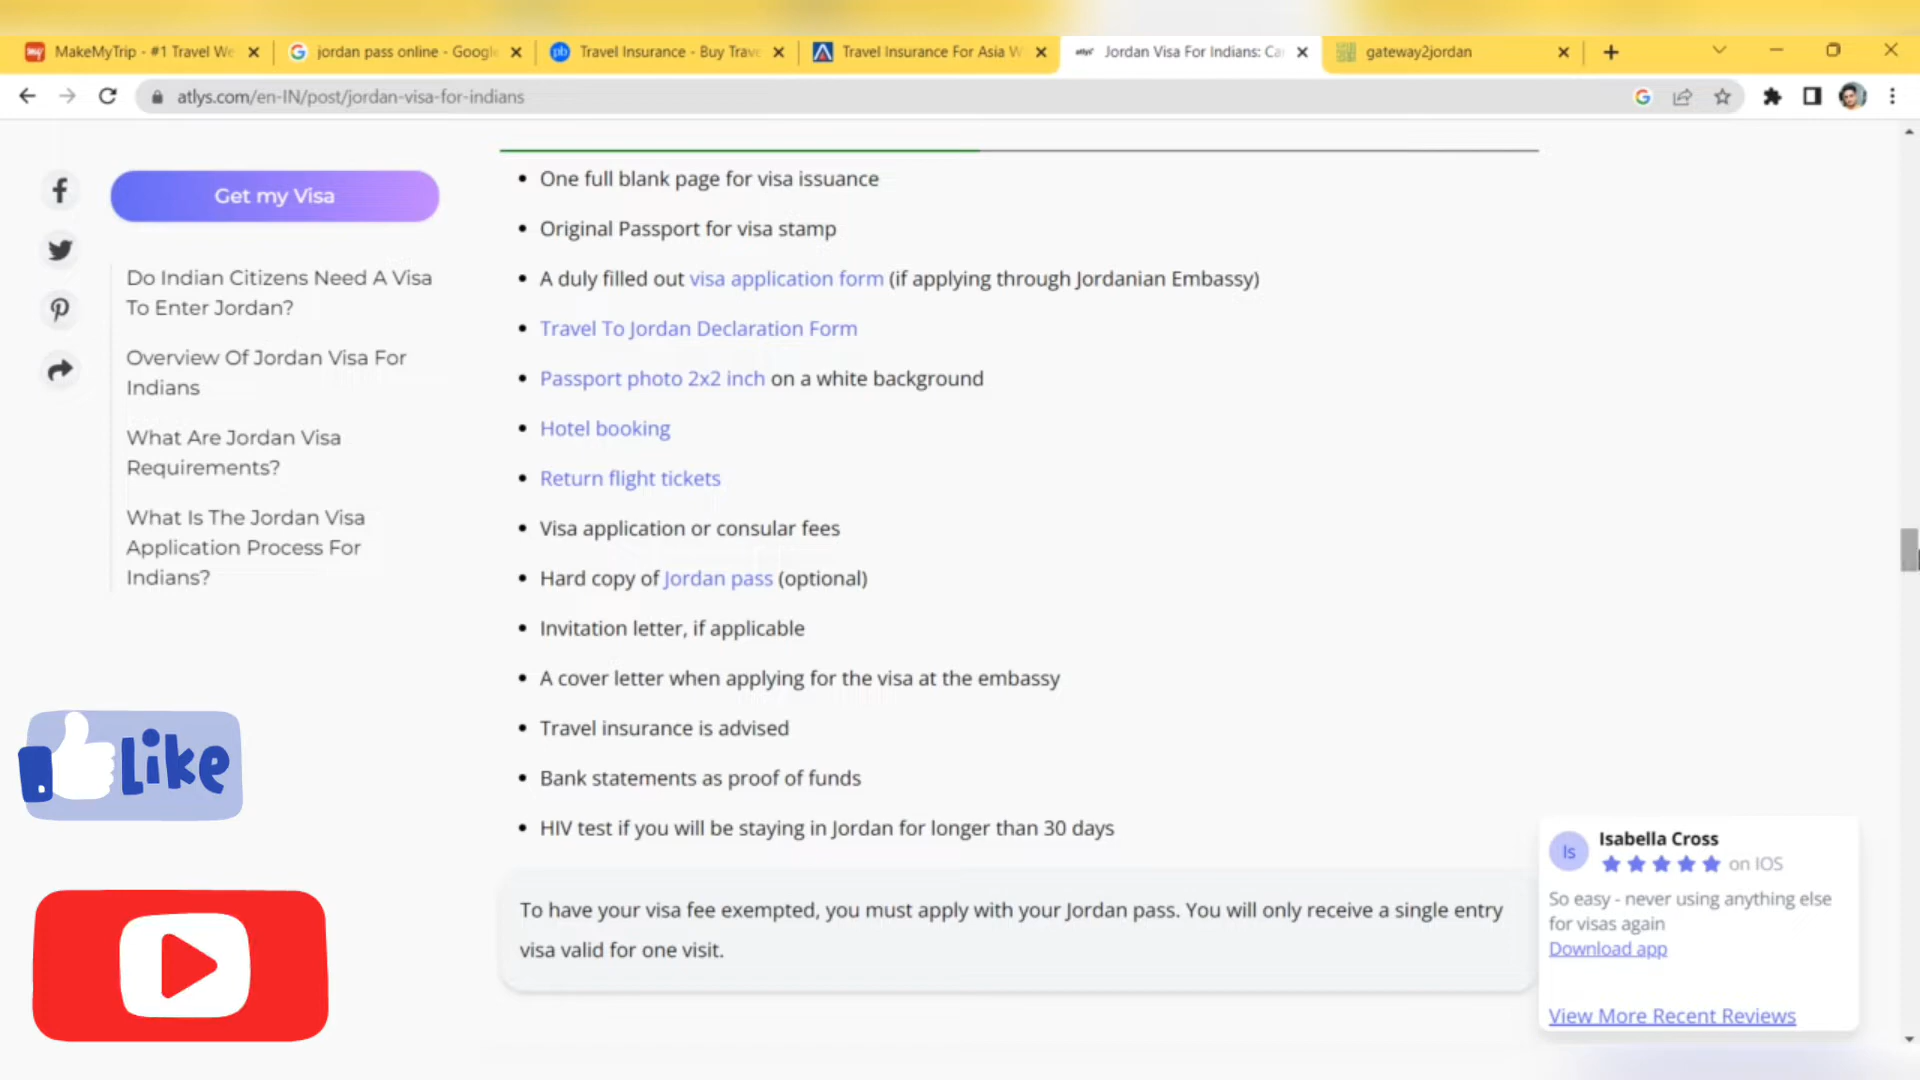 MakeMyTrip - #1 Travel We
jordan pass online - Google
pb
Travel Insurance - Buy Trave
Travel Insurance For Asia W
Jordan Visa For Indians: Ca
gateway2jordan
atlys.com/en-IN/post/jordan-visa-for-indians
Get my Visa
Do Indian Citizens Need A Visa
To Enter Jordan?
Overview Of Jordan Visa For
Indians
What Are Jordan Visa
Requirements?
What Is The Jordan Visa
Application Process For
Indians?
• One full blank page for visa issuance
• Original Passport for visa stamp
• A duly filled out visa application form (if applying through Jordanian Embassy)
• Travel To Jordan Declaration Form
• Passport photo 2x2 inch on a white background
• Hotel booking
• Return flight tickets
• Visa application or consular fees
• Hard copy of Jordan pass (optional)
• Invitation letter, if applicable
• A cover letter when applying for the visa at the embassy
• Travel insurance is advised
• Bank statements as proof of funds
• HIV test if you will be staying in Jordan for longer than 30 days
To have your visa fee exempted, you must apply with your Jordan pass. You will only receive a single entry
visa valid for one visit.
Like
Is
Isabella Cross
on IOS
So easy - never using anything else
for visas again
Download app
View More Recent Reviews